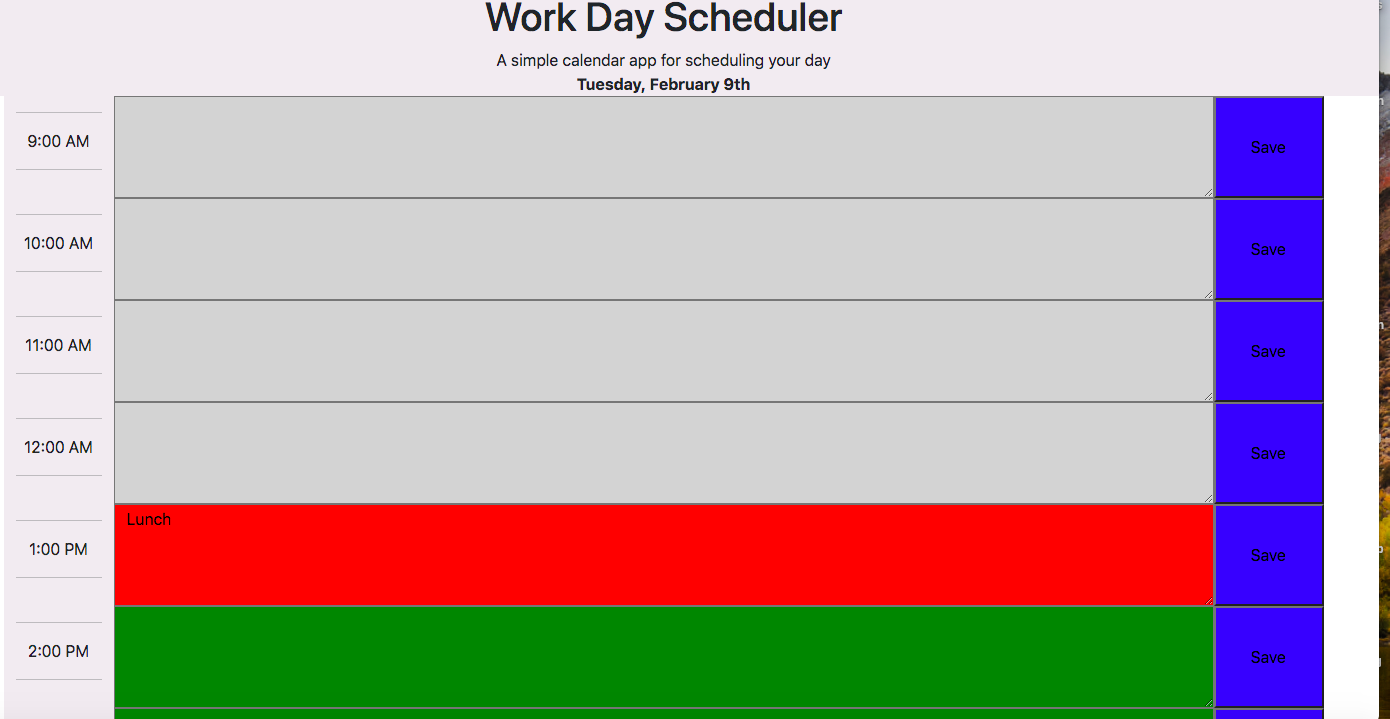 Work Day Scheduler
A simple calendar app for scheduling your day
Tuesday, February 9th
9:00 AM
Save
10:00 AM
Save
11:00 AM
Save
12:00 AM
Save
Lunch
1:00 PM
Save
2:00 PM
Save